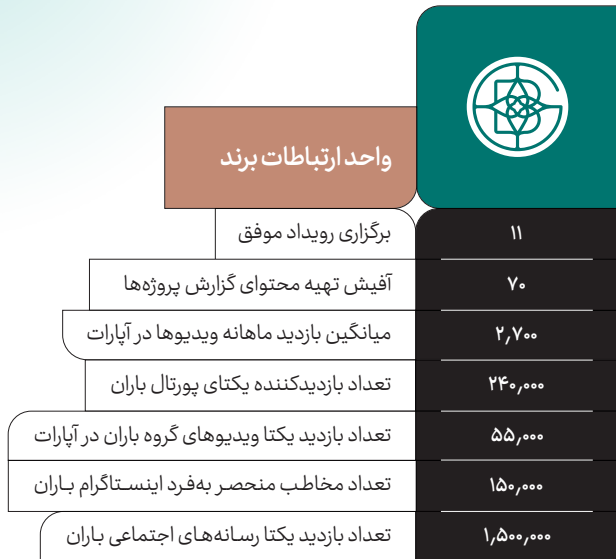 واحد ارتباطات برند
برگزاری رویداد موفق ۱۱
آفیش تهیه محتوای گزارش پروژه‌ها ۷۰
میانگین بازدید ماهانه ویدیوها در آپارات ۲,۷۰۰
تعداد بازدیدکننده یکتای پورتال باران ۲۴۰,۰۰۰
تعداد بازدید یکتا ویدیوهای گروه باران در آپارات ۵۵,۰۰۰
تعداد مخاطب منحصر به‌فرد اینستاگرام باران ۱۵۰,۰۰۰
تعداد بازدید یکتا رسانه‌های اجتماعی باران ۱,۵۰۰,۰۰۰